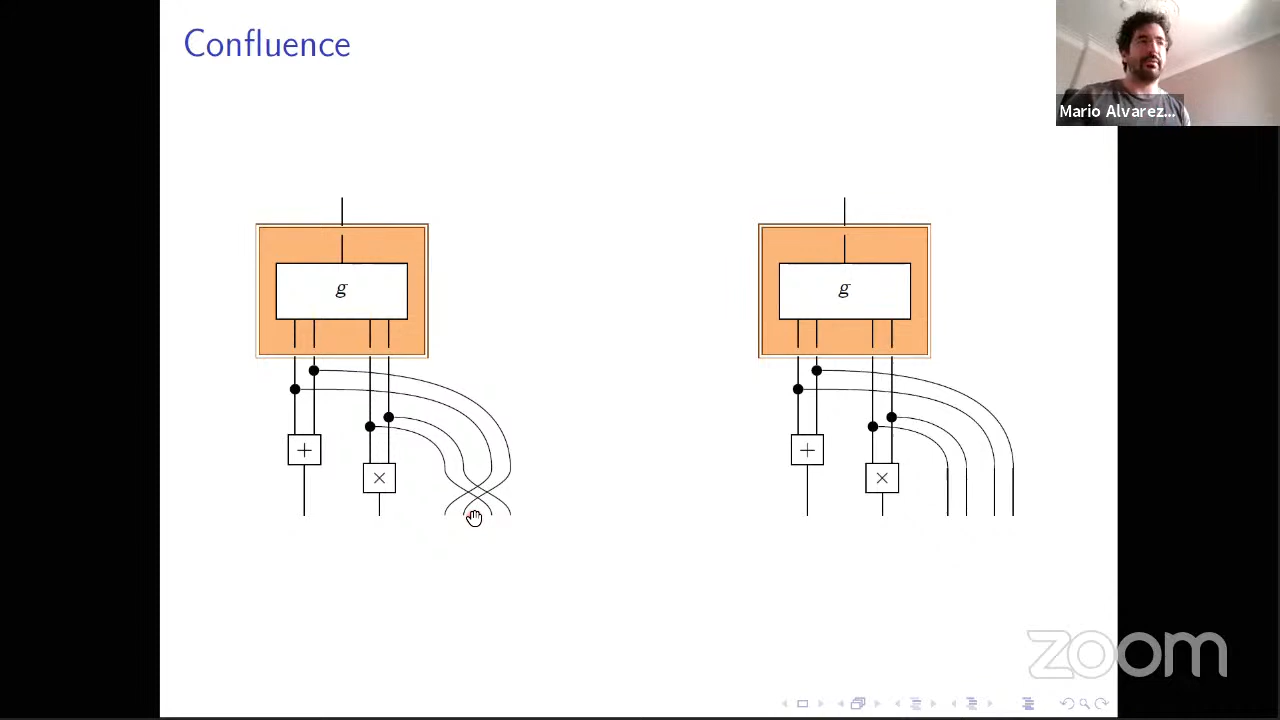 Confluence
Mario Alvarez...
g
g
+
×
+
×
zoom